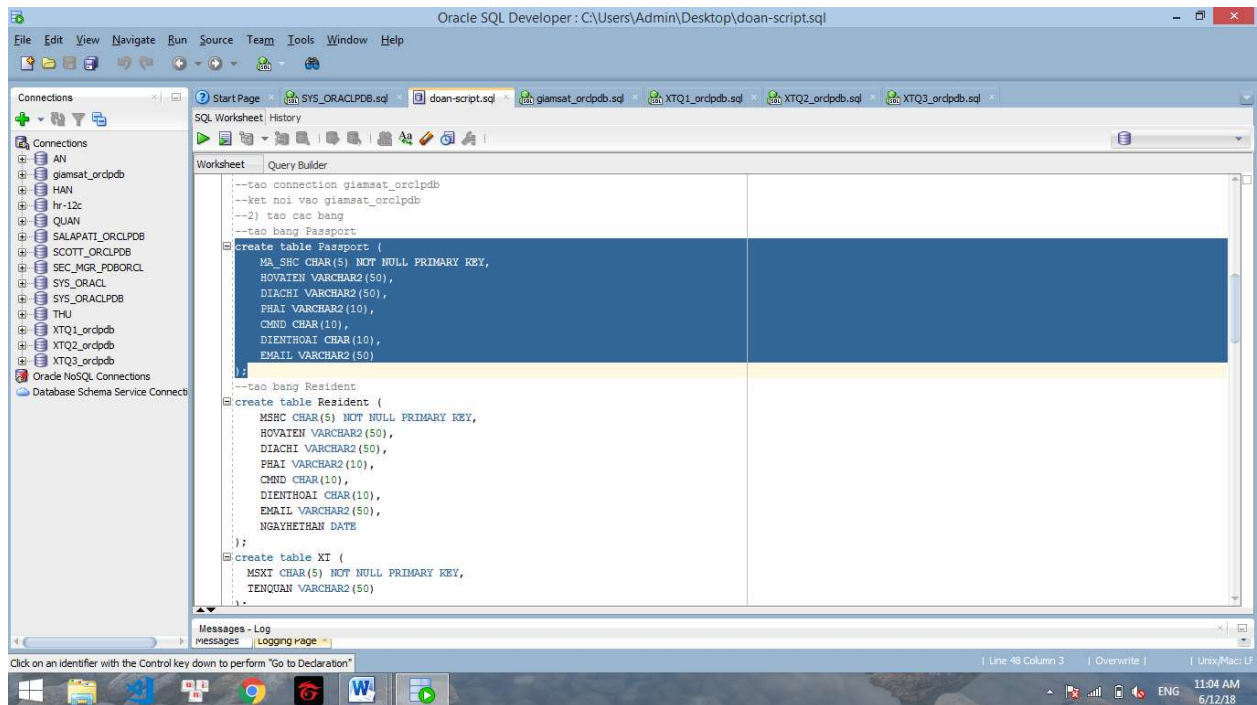 Oracle SQL Developer : C:\Users\Admin\Desktop\doan-script.sql
File Edit View Navigate Run Source Team Tools Window Help
Connections
Start Page SYS_ORACLPDB.sql doan-script.sql giamsat_orclpdb.sql XTQ1_orclpdb.sql XTQ2_orclpdb.sql XTQ3_orclpdb.sql
SQL Worksheet History
Worksheet Query Builder
Connections
AN
giamsat_orclpdb
HAN
hr-12c
QUAN
SALAPATI_ORCLPDB
SCOTT_ORCLPDB
SEC_MGR_PDBORCL
SYS_ORACL
SYS_ORACLPDB
THU
XTQ1_orclpdb
XTQ2_orclpdb
XTQ3_orclpdb
Oracle NoSQL Connections
Database Schema Service Connecti
--tao connection giamsat_orclpdb
--ket noi vao giamsat_orclpdb
--2) tao cac bang
--tao bang Passport
create table Passport (
MA_SHC CHAR(5) NOT NULL PRIMARY KEY,
HOVATEN VARCHAR2(50),
DIACHI VARCHAR2(50),
PHAI VARCHAR2(10),
CMND CHAR(10),
DIENTHOAI CHAR(10),
EMAIL VARCHAR2(50)
);
--tao bang Resident
create table Resident (
MSHC CHAR(5) NOT NULL PRIMARY KEY,
HOVATEN VARCHAR2(50),
DIACHI VARCHAR2(50),
PHAI VARCHAR2(10),
CMND CHAR(10),
DIENTHOAI CHAR(10),
EMAIL VARCHAR2(50),
NGAYHETHAN DATE
);
create table XT (
MSXT CHAR(5) NOT NULL PRIMARY KEY,
TENQUAN VARCHAR2(50)
Messages - Log
Messages Logging Page
Click on an identifier with the Control key down to perform "Go to Declaration"
Line 48 Column 3 | Overwrite | Unix/Mac: LF
ENG 11:04 AM
6/12/18